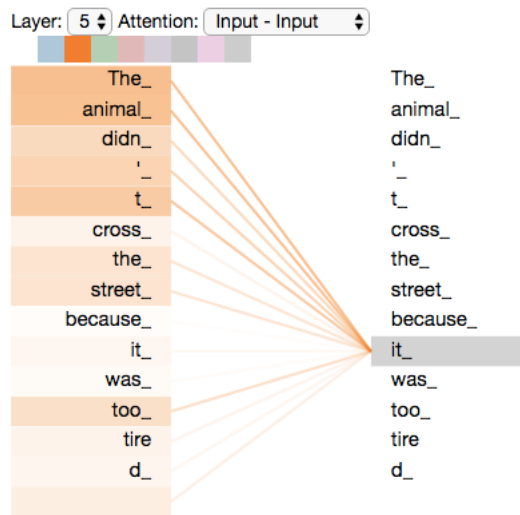 Layer: 5 Attention: Input - Input
The_ The_
animal_ animal_
didn_ didn_
'_ '_
t_ t_
cross_ cross_
the_ the_
street_ street_
because_ because_
it_ it_
was_ was_
too_ too_
tire tire
d_ d_